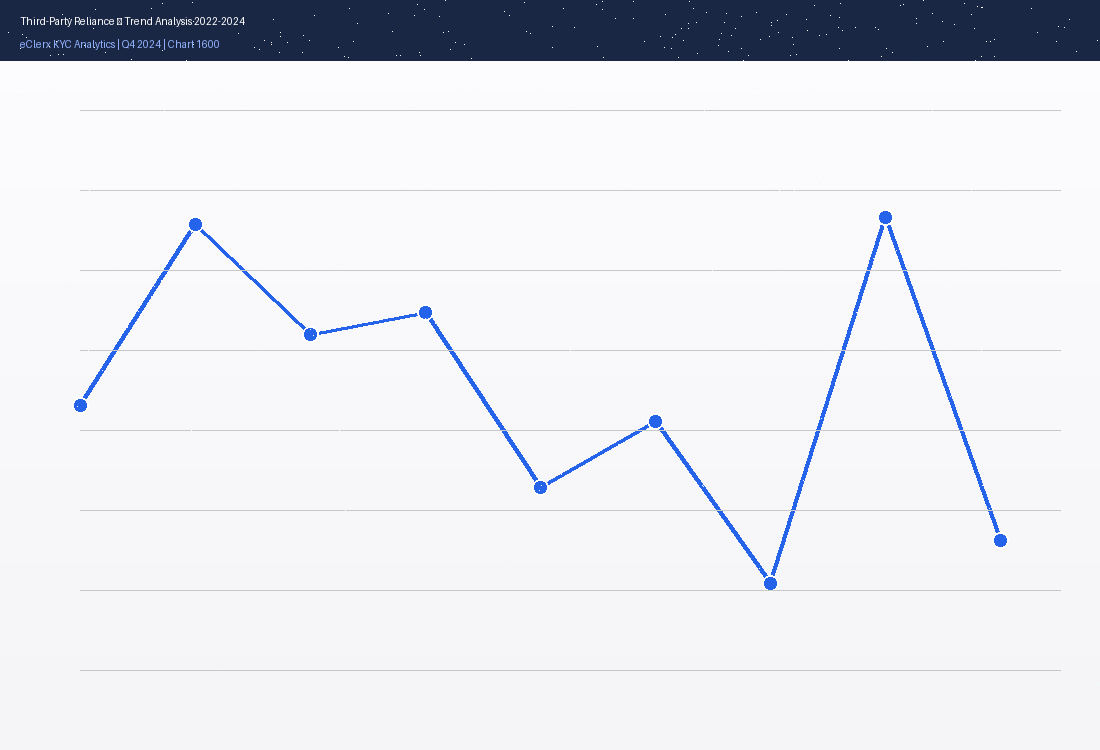 Third-Party Reliance ▯ Trend Analysis 2022-2024
eClerx KYC Analytics | Q4 2024 | Chart 1600